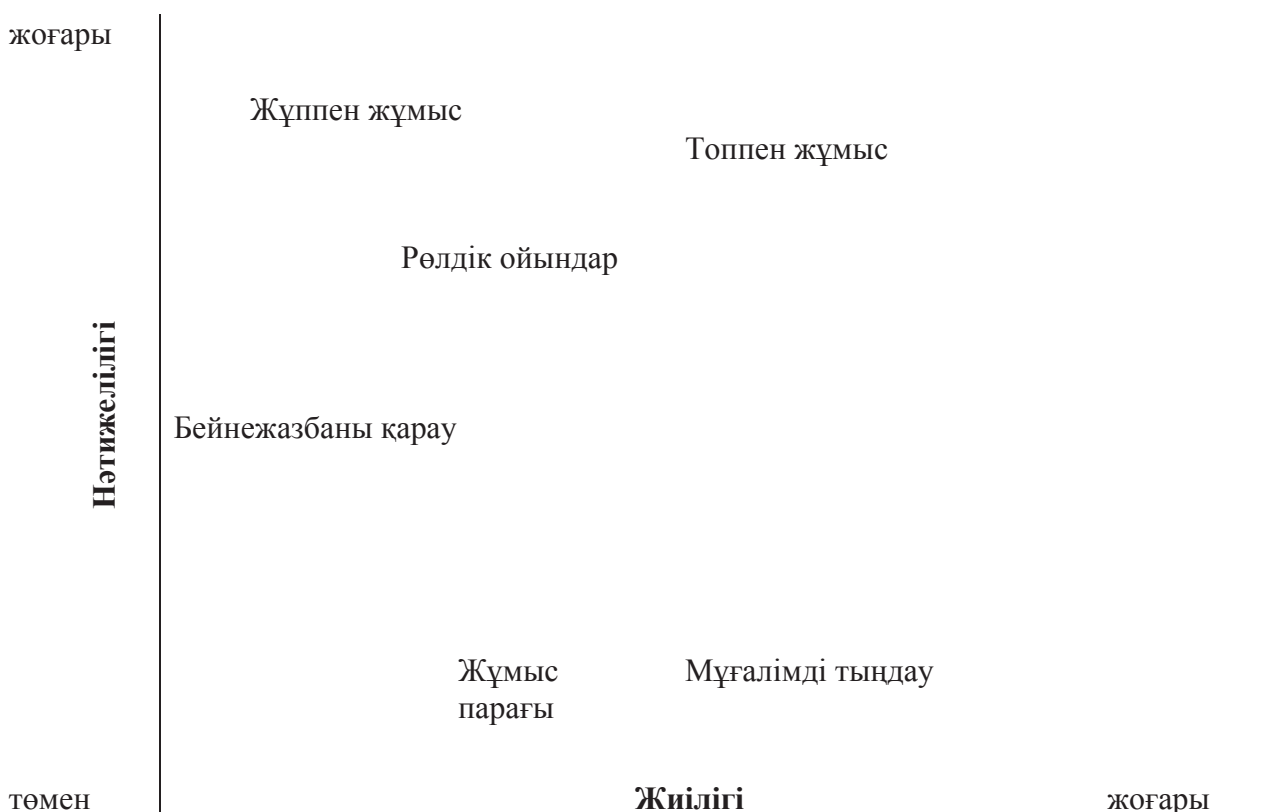 жоғары
Жұппен жұмыс
Топпен жұмыс
Рөлдік ойындар
Нәтижелілігі
Бейнежазбаны қарау
Жұмыс
парағы
Мұғалімді тыңдау
төмен
Жиілігі
жоғары